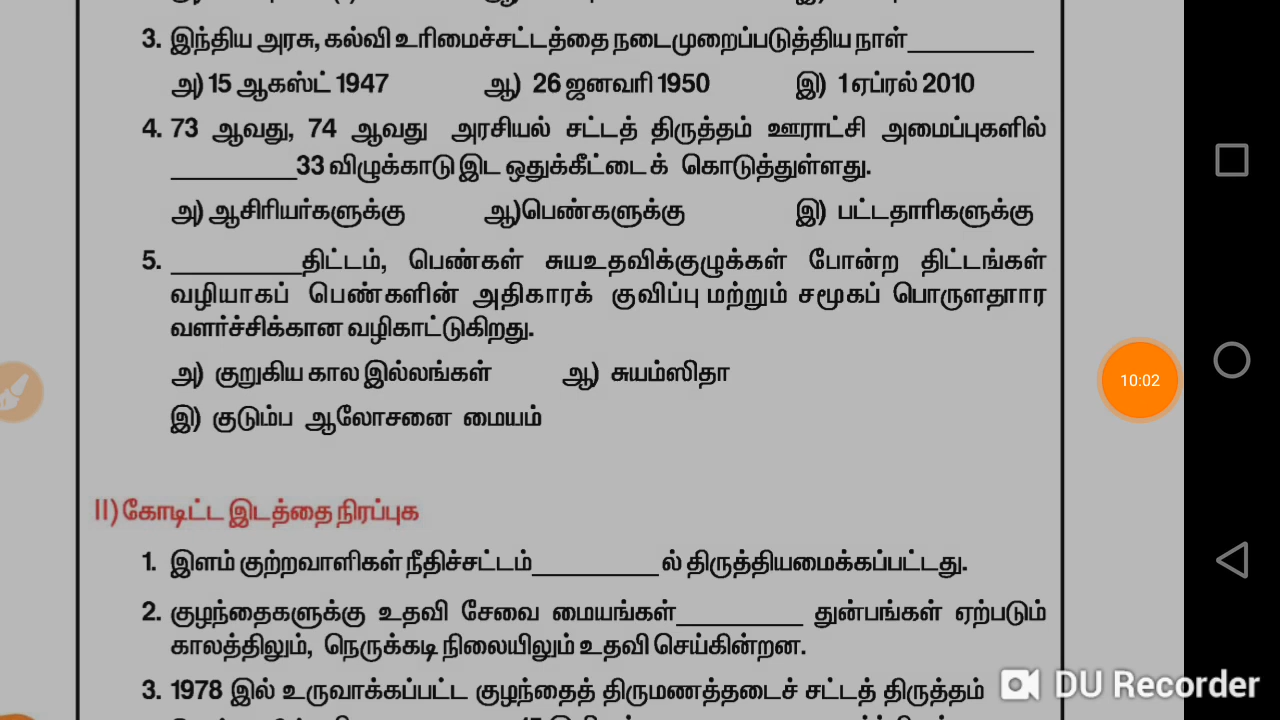 3. இந்திய அரசு, கல்வி உரிமைச்சட்டத்தை நடைமுறைப்படுத்திய நாள்__________
அ) 15 ஆகஸ்ட் 1947 ஆ) 26 ஜனவரி 1950 இ) 1 ஏப்ரல் 2010
4. 73 ஆவது, 74 ஆவது அரசியல் சட்டத் திருத்தம் ஊராட்சி அமைப்புகளில்
__________33 விழுக்காடு இட ஒதுக்கீட்டைக் கொடுத்துள்ளது.
அ) ஆசிரியர்களுக்கு ஆ)பெண்களுக்கு இ) பட்டதாரிகளுக்கு
5. __________திட்டம், பெண்கள் சுயஉதவிக்குழுக்கள் போன்ற திட்டங்கள்
வழியாகப் பெண்களின் அதிகாரக் குவிப்பு மற்றும் சமூகப் பொருளதாார
வளர்ச்சிக்கான வழிகாட்டுகிறது.
அ) குறுகிய கால இல்லங்கள் ஆ) சுயம்ஸிதா
இ) குடும்ப ஆலோசனை மையம்
II) கோடிட்ட இடத்தை நிரப்புக
1. இளம் குற்றவாளிகள் நீதிச்சட்டம்__________ ல் திருத்தியமைக்கப்பட்டது.
2. குழந்தைகளுக்கு உதவி சேவை மையங்கள்__________ துன்பங்கள் ஏற்படும்
காலத்திலும், நெருக்கடி நிலையிலும் உதவி செய்கின்றன.
3. 1978 இல் உருவாக்கப்பட்ட குழந்தைத் திருமணத்தடைச் சட்டத் திருத்தம்
10:02
DU Recorder